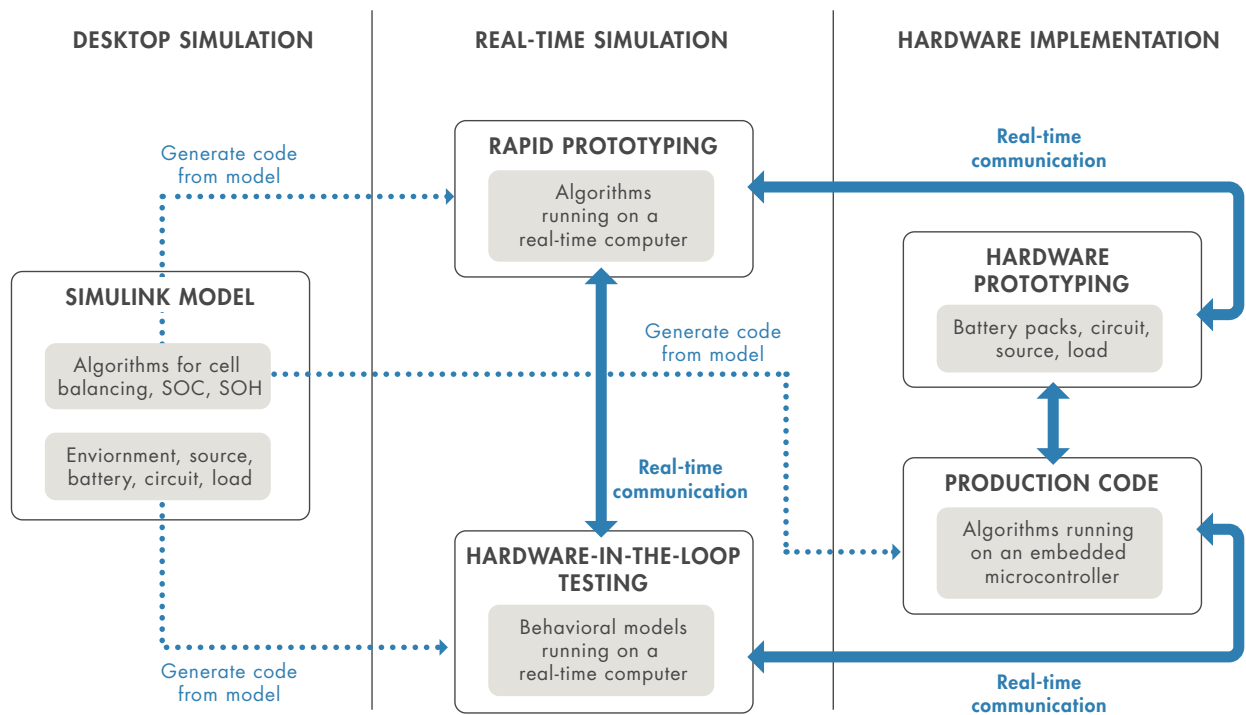 DESKTOP SIMULATION
REAL-TIME SIMULATION
HARDWARE IMPLEMENTATION
Generate code
from model
RAPID PROTOTYPING
Algorithms
running on a
real-time computer
Real-time
communication
SIMULINK MODEL
Algorithms for cell
balancing, SOC, SOH
Enviornment, source,
battery, circuit, load
Generate code
from model
HARDWARE
PROTOTYPING
Battery packs, circuit,
source, load
Real-time
communication
PRODUCTION CODE
Algorithms running
on an embedded
microcontroller
HARDWARE-IN-THE-LOOP
TESTING
Behavioral models
running on a
real-time computer
Generate code
from model
Real-time
communication